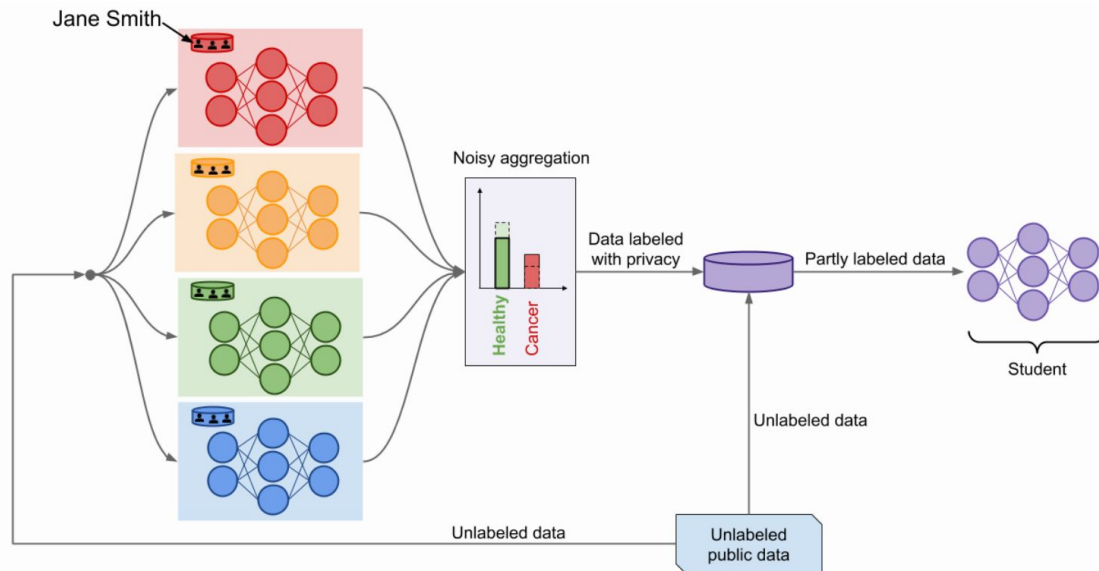 Jane Smith
Noisy aggregation
Healthy
Cancer
Data labeled
with privacy
Partly labeled data
Student
Unlabeled data
Unlabeled data
Unlabeled
public data